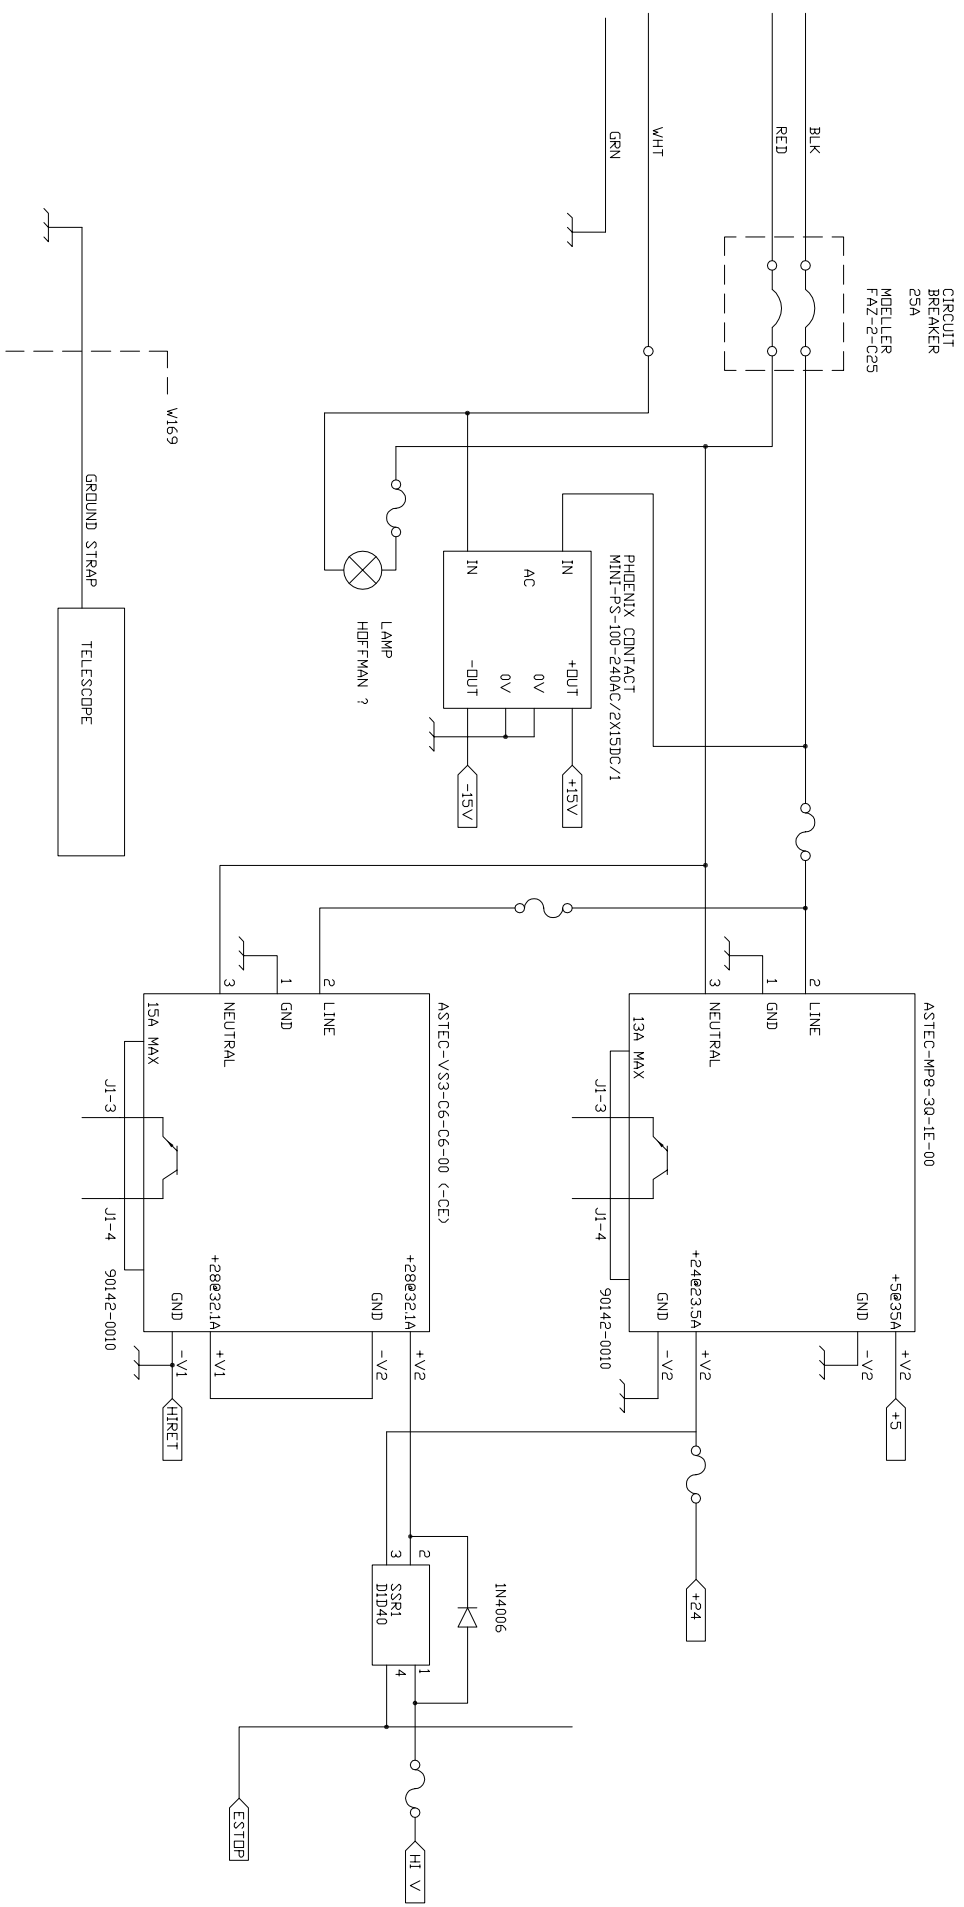 CIRCUIT
BREAKER
25A
MOELLER
FAZ-2-C25
BLK
RED
WHT
GRN
W169
GROUND STRAP
TELESCOPE
LAMP
HOFFMAN ?
PHOENIX CONTACT
MINI-PS-100-240AC/2X15DC/1
IN
AC
IN
+OUT
0V
0V
-OUT
+15V
-15V
ASTEC-MP8-3Q-1E-00
2
LINE
1
GND
3
NEUTRAL
13A MAX
J1-3
J1-4
90142-0010
+5@35A
+V2
+5
GND
-V2
+24@23.5A
+V2
GND
-V2
+24
ASTEC-VS3-C6-C6-00 (-CE)
2
LINE
1
GND
3
NEUTRAL
15A MAX
J1-3
J1-4
90142-0010
+28@32.1A
+V2
GND
-V2
+28@32.1A
+V1
GND
-V1
HIRET
1N4006
2
3
SSR1
D1D40
1
4
HI V
ESTOP